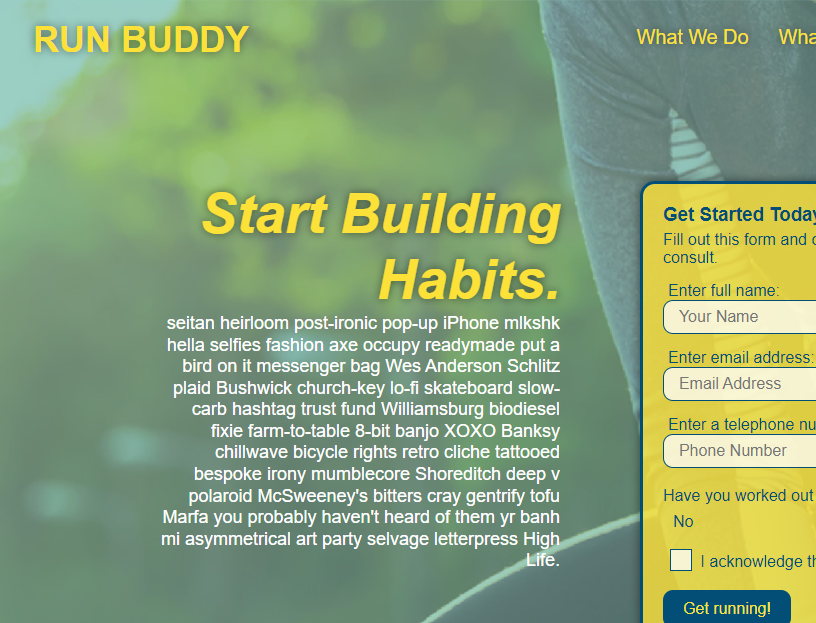 RUN BUDDY
What We Do
Start Building
Habits.
seitan heirloom post-ironic pop-up iPhone mlkshk
hella selfies fashion axe occupy readymade put a
bird on it messenger bag Wes Anderson Schlitz
plaid Bushwick church-key lo-fi skateboard slow-
carb hashtag trust fund Williamsburg biodiesel
fixie farm-to-table 8-bit banjo XOXO Banksy
chillwave bicycle rights retro cliche tattooed
bespoke irony mumblecore Shoreditch deep v
polaroid McSweeney's bitters cray gentrify tofu
Marfa you probably haven't heard of them yr banh
mi asymmetrical art party selvage letterpress High
Life.
Get Started Today
Fill out this form and
consult.
Enter full name:
Your Name
Enter email address:
Email Address
Enter a telephone
Phone Number
Have you worked out
No
I acknowledge
Get running!